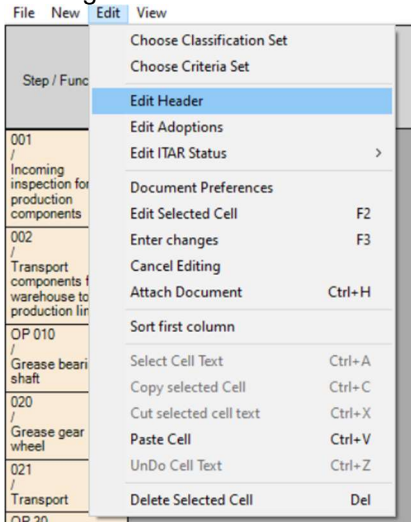 File New Edit View
Choose Classification Set
Choose Criteria Set
Edit Header
Edit Adoptions
Edit ITAR Status >
Document Preferences
Edit Selected Cell F2
Enter changes F3
Cancel Editing
Attach Document Ctrl+H
Sort first column
Select Cell Text Ctrl+A
Copy selected Cell Ctrl+C
Cut selected cell text Ctrl+X
Paste Cell Ctrl+V
UnDo Cell Text Ctrl+Z
Delete Selected Cell Del
Step / Func
001
/
Incoming
inspection for
production
components
002
/
Transport
components f
warehouse to
production lin
OP 010
/
Grease beari
shaft
020
/
Grease gear
wheel
021
/
Transport
OP 30